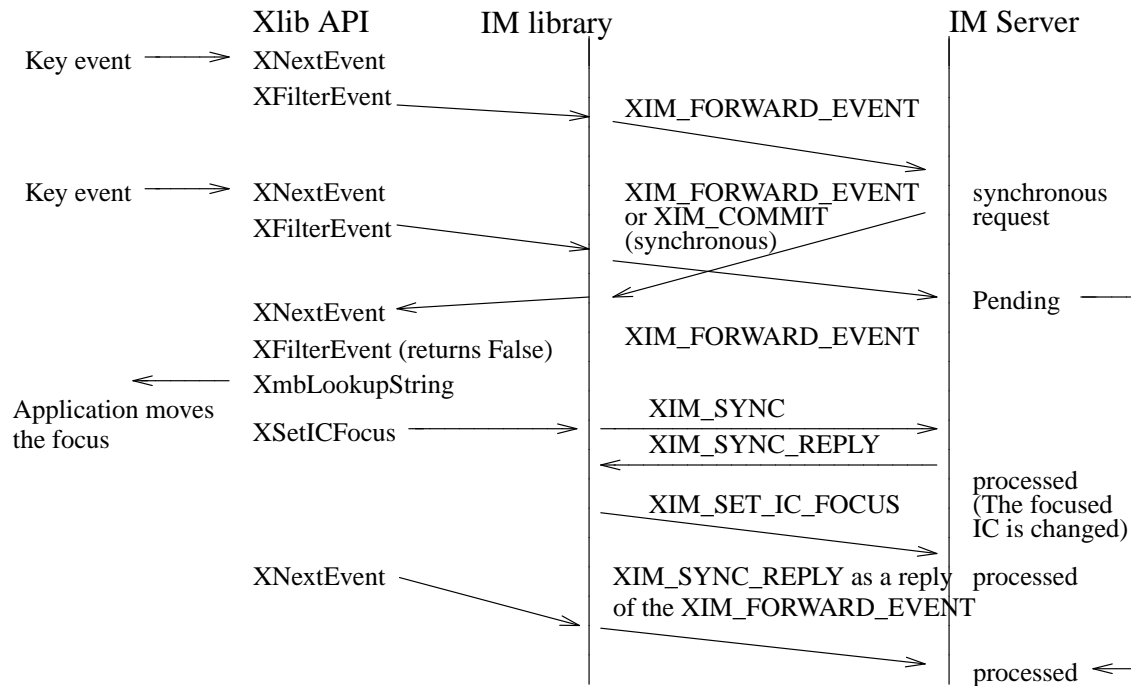 Xlib API IM library IM Server
Key event XNextEvent
XFilterEvent
XIM_FORWARD_EVENT
Key event XNextEvent XIM_FORWARD_EVENT synchronous
or XIM_COMMIT request
XFilterEvent
(synchronous)
XNextEvent Pending
XIM_FORWARD_EVENT
XFilterEvent (returns False)
XmbLookupString
Application moves
the focus
XSetICFocus
XIM_SYNC
XIM_SYNC_REPLY
processed
(The focused
IC is changed)
XIM_SET_IC_FOCUS
XNextEvent XIM_SYNC_REPLY as a reply processed
of the XIM_FORWARD_EVENT
processed